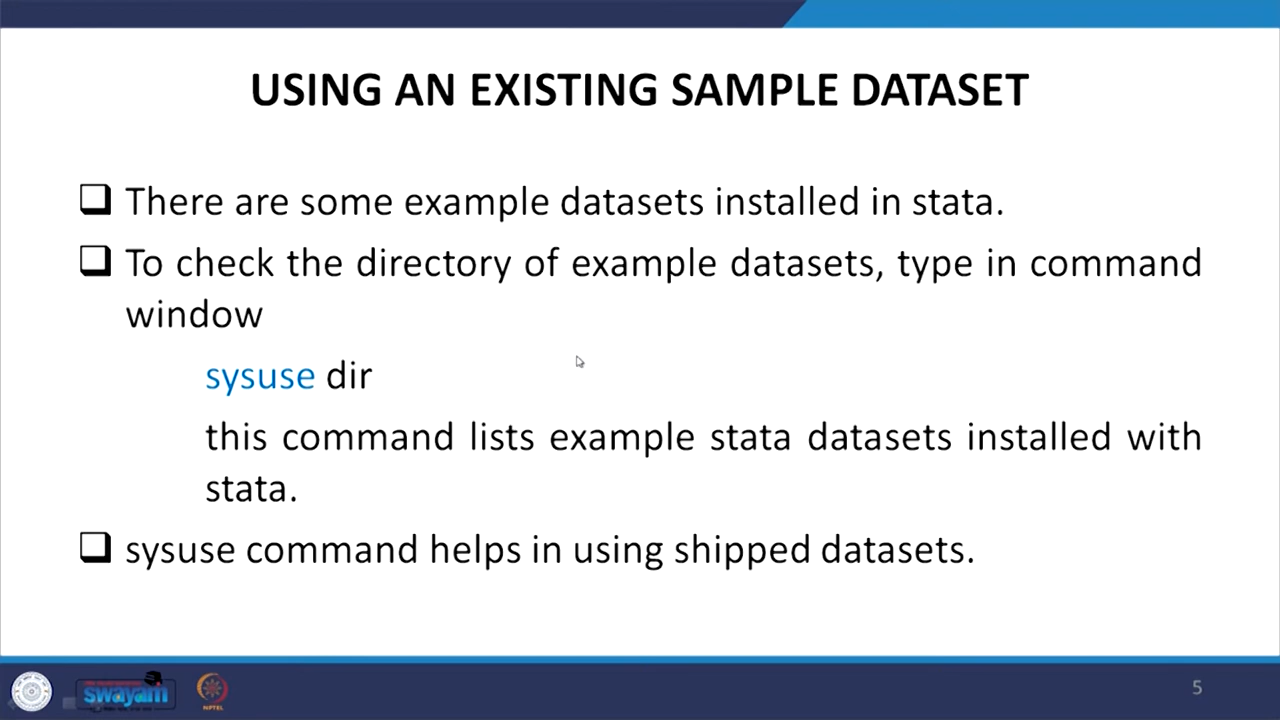 USING AN EXISTING SAMPLE DATASET
There are some example datasets installed in stata.
To check the directory of example datasets, type in command
window
sysuse dir
this command lists example stata datasets installed with
stata.
sysuse command helps in using shipped datasets.
swayam
NPTEL
5